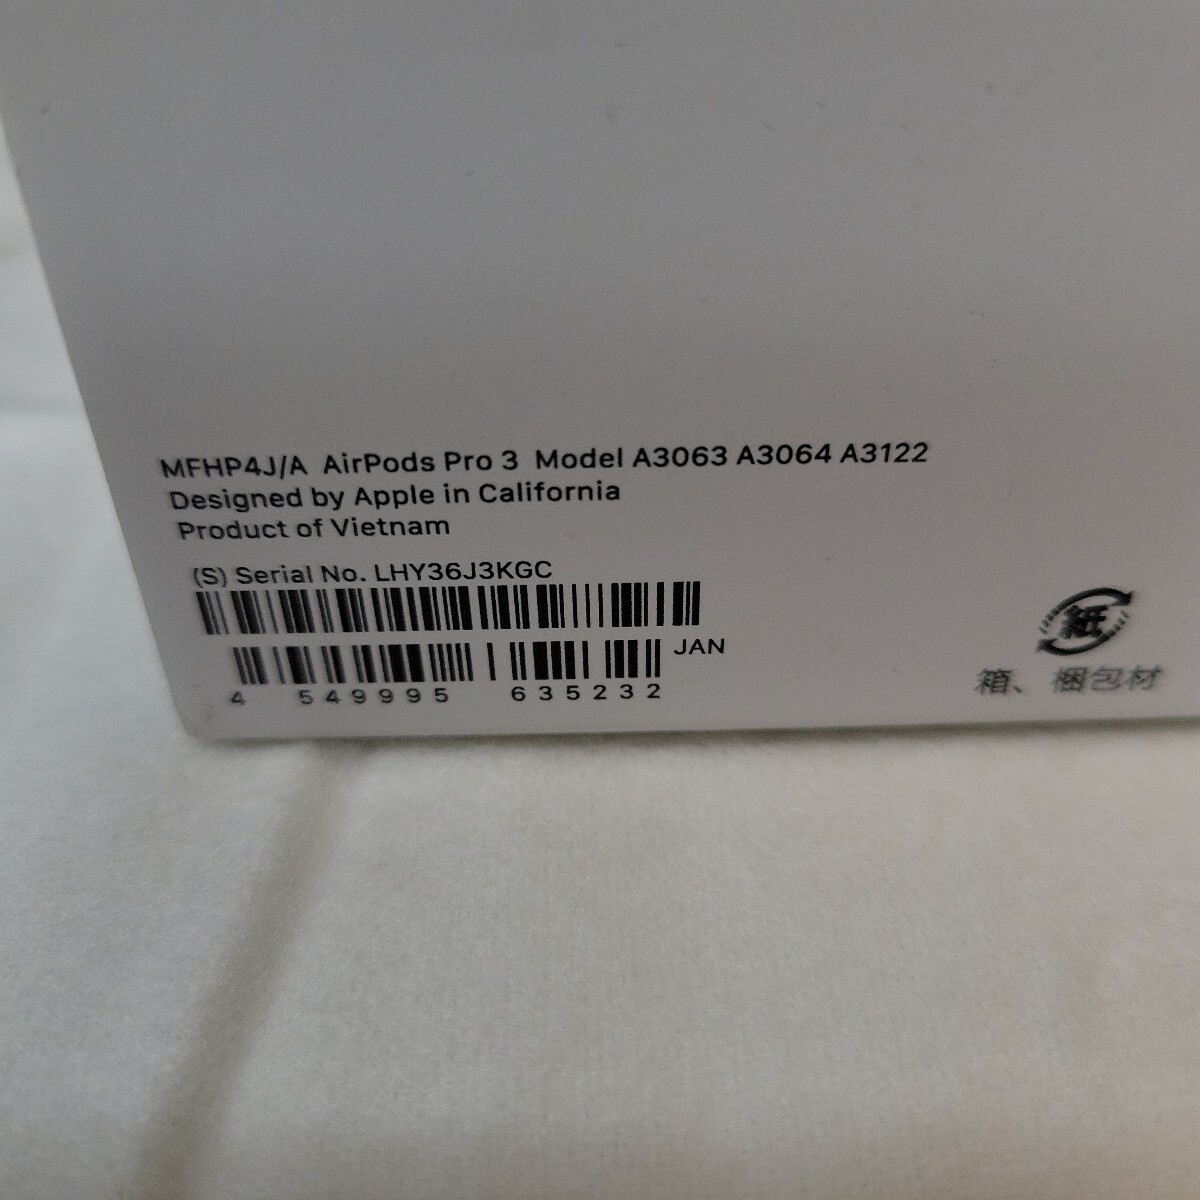 MFHP4J/A AirPods Pro 3 Model A3063 A3064 A3122
Designed by Apple in California
Product of Vietnam
(S) Serial No. LHY36J3KGC
JAN
4 549995 635232
紙
箱、梱包材